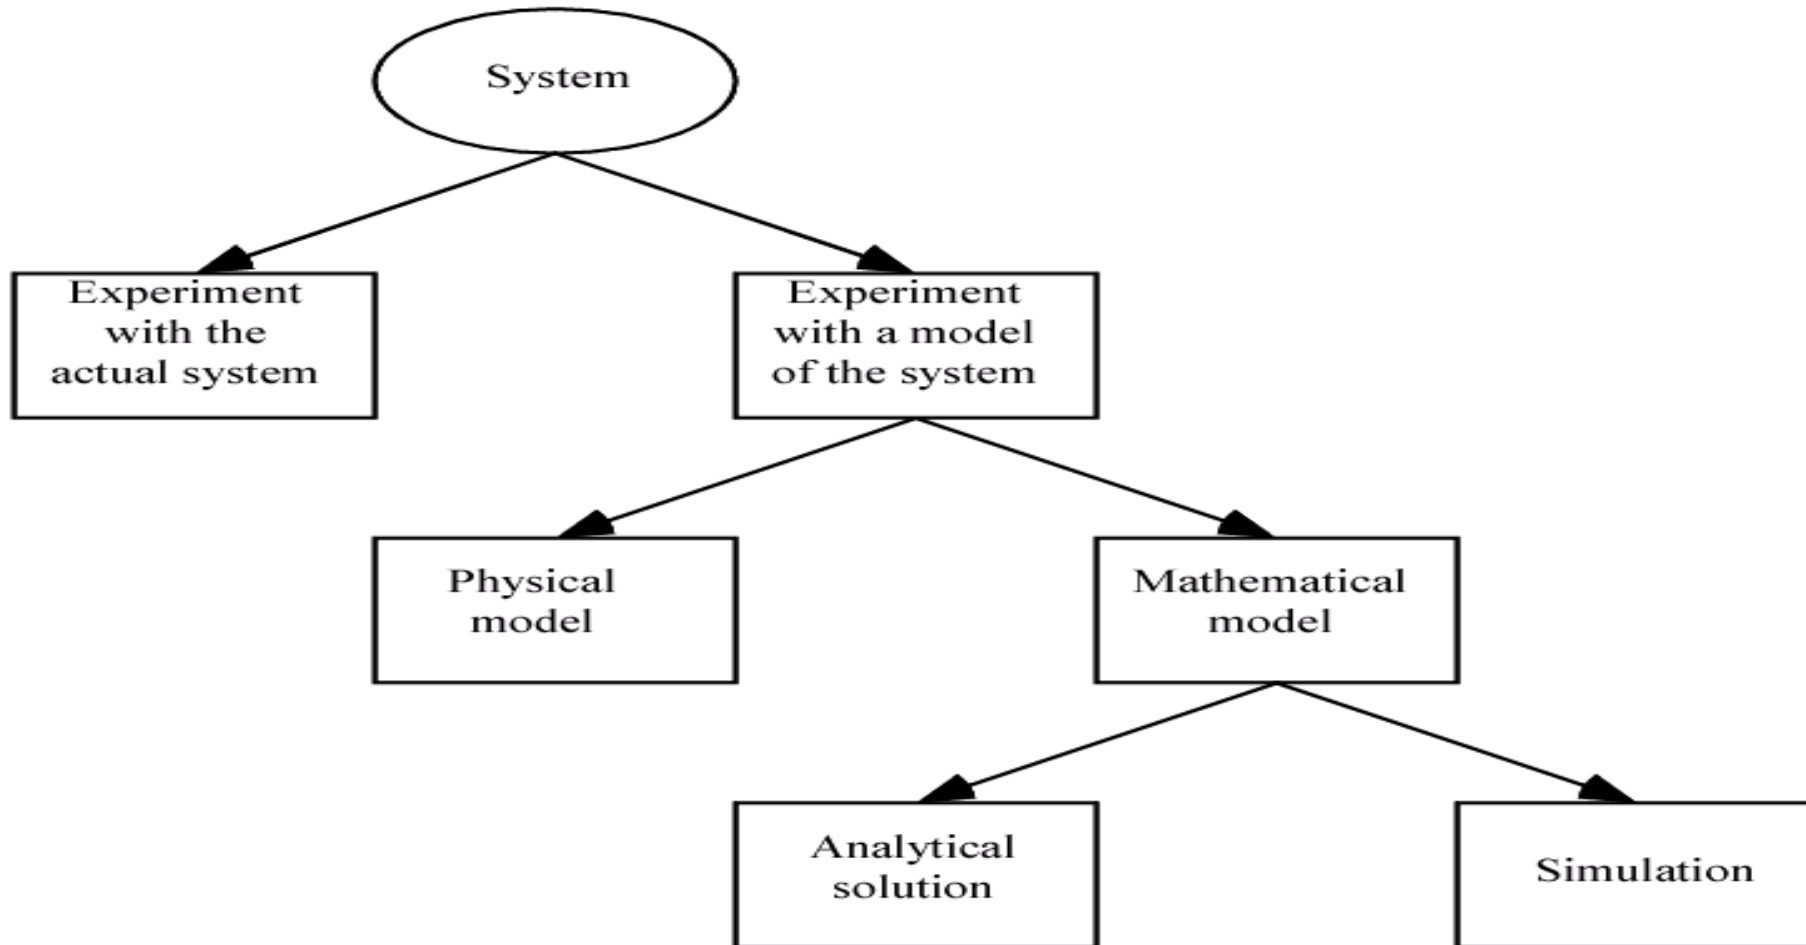 System
Experiment
with the
actual system
Experiment
with a model
of the system
Physical
model
Mathematical
model
Analytical
solution
Simulation